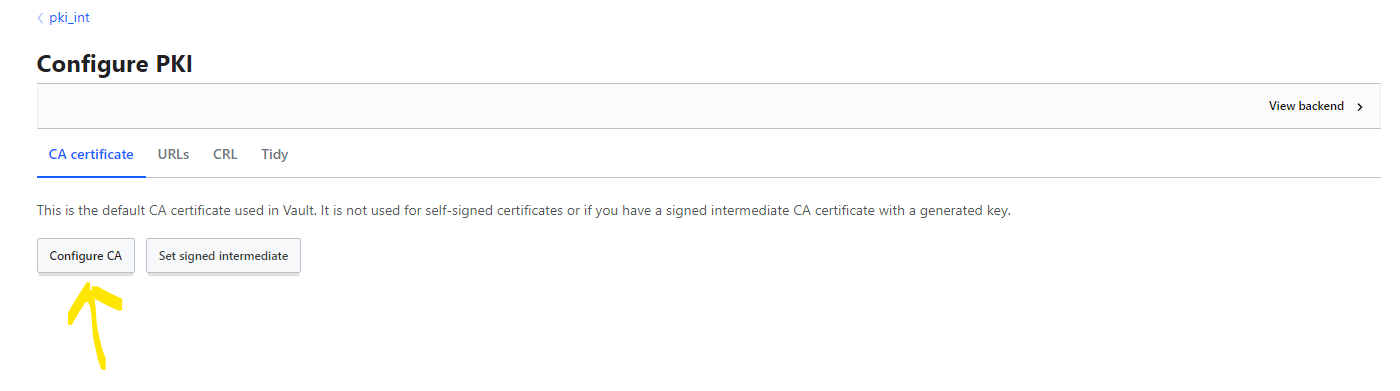 pki_int
Configure PKI
View backend
CA certificate URLs CRL Tidy
This is the default CA certificate used in Vault. It is not used for self-signed certificates or if you have a signed intermediate CA certificate with a generated key.
Configure CA Set signed intermediate